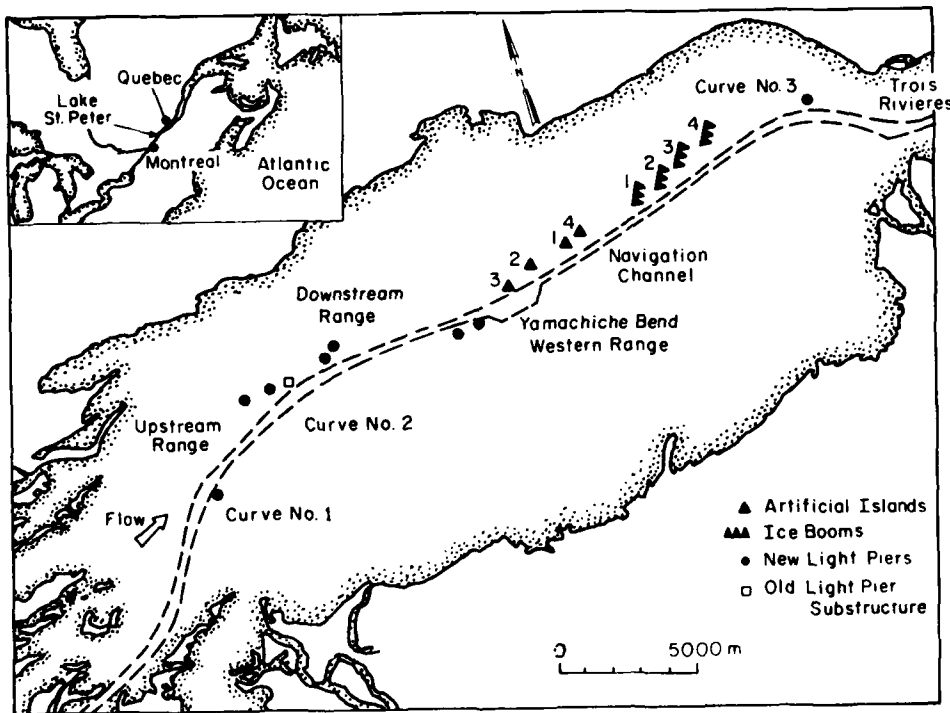 Quebec
Lake
St. Peter
Montreal
Atlantic
Ocean
N
Curve No. 3
Trois
Rivieres
4
3
2
1
4
1
2
3
Navigation
Channel
Downstream
Range
Yamachiche Bend
Western Range
Upstream
Range
Curve No. 2
Flow
Curve No. 1
Artificial Islands
Ice Booms
New Light Piers
Old Light Pier
Substructure
0 5000 m